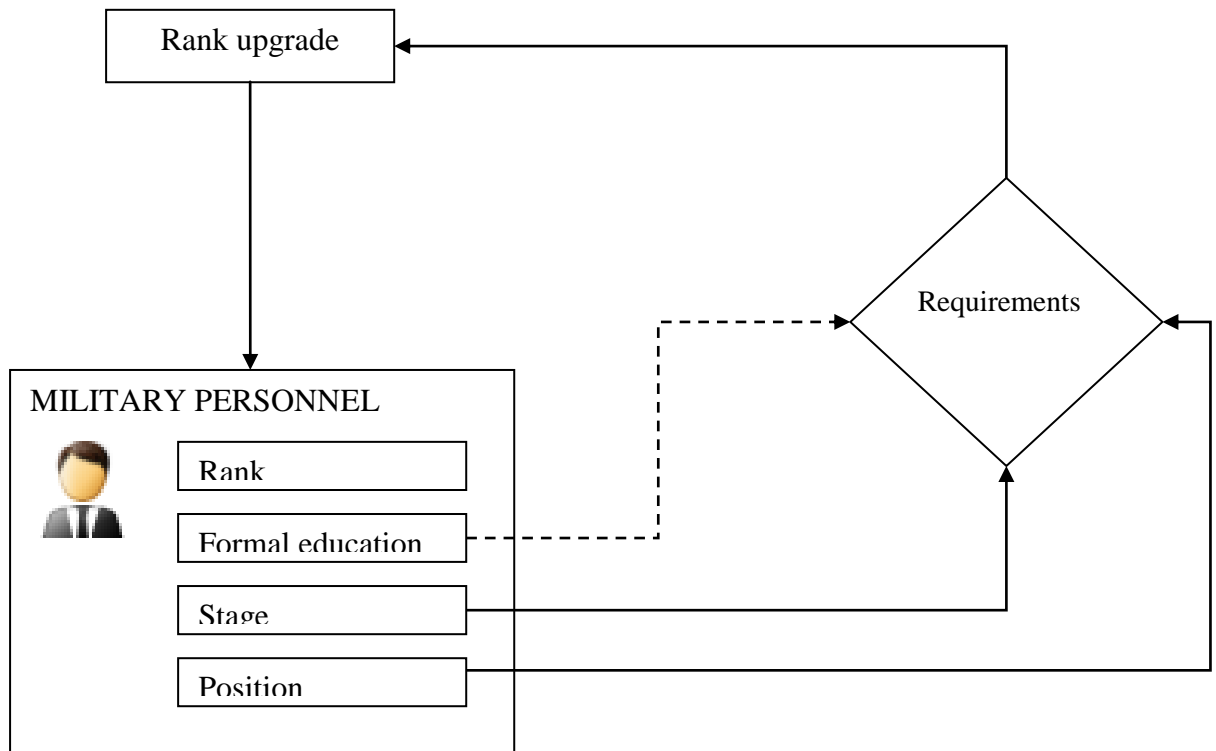 Rank upgrade
Requirements
MILITARY PERSONNEL
Rank
Formal education
Stage
Position